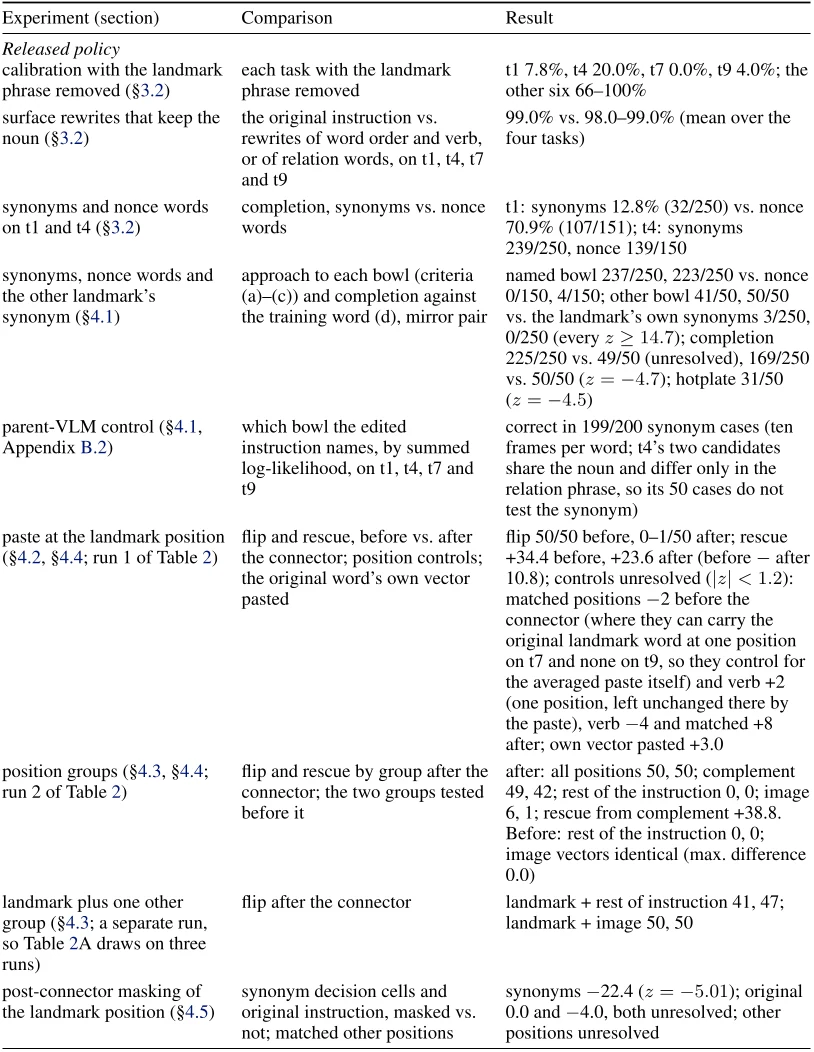 Experiment (section) Comparison Result
Released policy
calibration with the landmark phrase removed (§3.2)
each task with the landmark phrase removed
t1 7.8%, t4 20.0%, t7 0.0%, t9 4.0%; the other six 66–100%
surface rewrites that keep the noun (§3.2)
the original instruction vs. rewrites of word order and verb, or of relation words, on t1, t4, t7 and t9
99.0% vs. 98.0–99.0% (mean over the four tasks)
synonyms and nonce words on t1 and t4 (§3.2)
completion, synonyms vs. nonce words
t1: synonyms 12.8% (32/250) vs. nonce 70.9% (107/151); t4: synonyms 239/250, nonce 139/150
synonyms, nonce words and the other landmark's synonym (§4.1)
approach to each bowl (criteria (a)–(c)) and completion against the training word (d), mirror pair
named bowl 237/250, 223/250 vs. nonce 0/150, 4/150; other bowl 41/50, 50/50 vs. the landmark's own synonyms 3/250, 0/250 (every z ≥ 14.7); completion 225/250 vs. 49/50 (unresolved), 169/250 vs. 50/50 (z = −4.7); hotplate 31/50 (z = −4.5)
parent-VLM control (§4.1, Appendix B.2)
which bowl the edited instruction names, by summed log-likelihood, on t1, t4, t7 and t9
correct in 199/200 synonym cases (ten frames per word; t4's two candidates share the noun and differ only in the relation phrase, so its 50 cases do not test the synonym)
paste at the landmark position (§4.2, §4.4; run 1 of Table 2)
flip and rescue, before vs. after the connector; position controls; the original word's own vector pasted
flip 50/50 before, 0–1/50 after; rescue +34.4 before, +23.6 after (before − after 10.8); controls unresolved (|z| < 1.2): matched positions −2 before the connector (where they can carry the original landmark word at one position on t7 and none on t9, so they control for the averaged paste itself) and verb +2 (one position, left unchanged there by the paste), verb −4 and matched +8 after; own vector pasted +3.0
position groups (§4.3, §4.4; run 2 of Table 2)
flip and rescue by group after the connector; the two groups tested before it
after: all positions 50, 50; complement 49, 42; rest of the instruction 0, 0; image 6, 1; rescue from complement +38.8. Before: rest of the instruction 0, 0; image vectors identical (max. difference 0.0)
landmark plus one other group (§4.3; a separate run, so Table 2A draws on three runs)
flip after the connector
landmark + rest of instruction 41, 47; landmark + image 50, 50
post-connector masking of the landmark position (§4.5)
synonym decision cells and original instruction, masked vs. not; matched other positions
synonyms −22.4 (z = −5.01); original 0.0 and −4.0, both unresolved; other positions unresolved